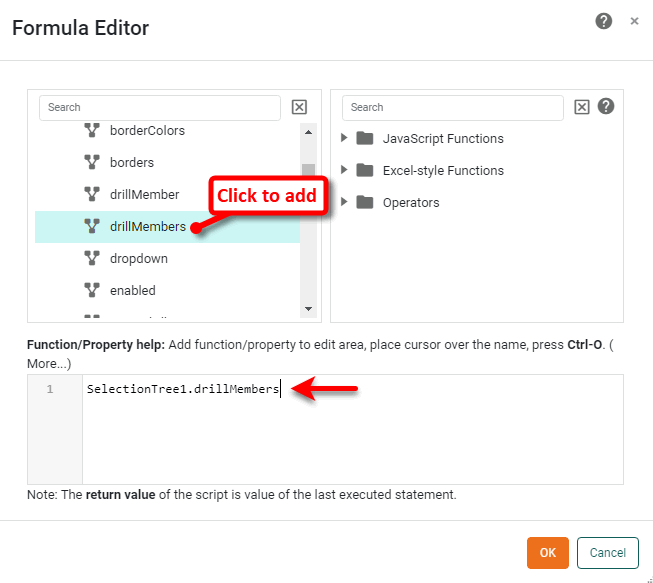 Formula Editor
Search
borderColors
borders
drillMember
Click to add
drillMembers
dropdown
enabled
Search
JavaScript Functions
Excel-style Functions
Operators
Function/Property help: Add function/property to edit area, place cursor over the name, press Ctrl-O. (
More...)
1 SelectionTree1.drillMembers
Note: The return value of the script is value of the last executed statement.
OK Cancel